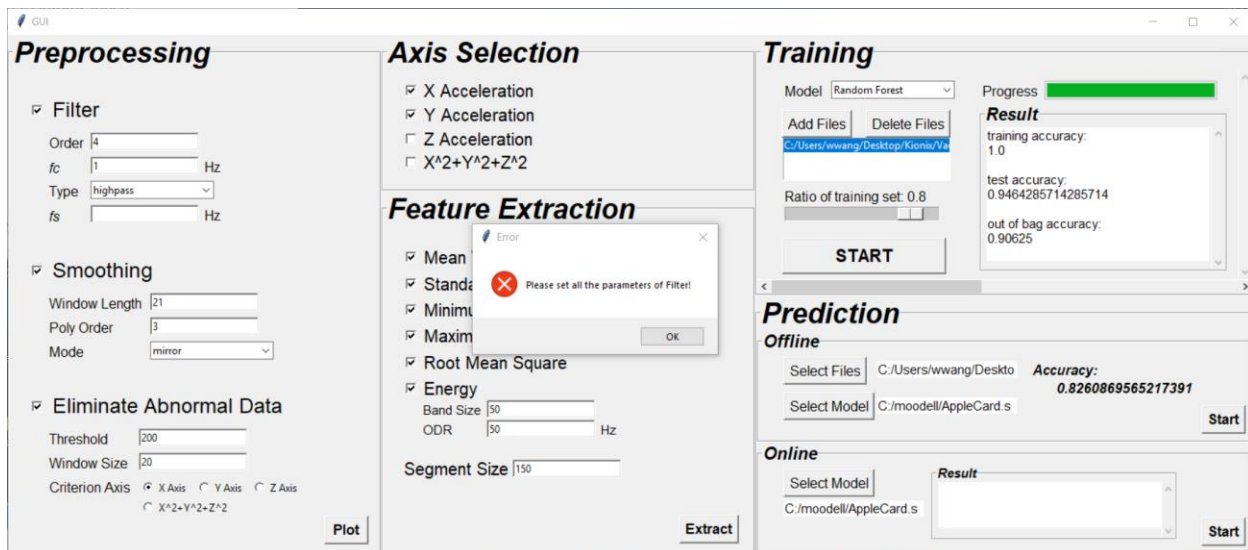 GUI
Preprocessing
Filter
Order 4
fc 1 Hz
Type highpass
fs Hz
Smoothing
Window Length 21
Poly Order 3
Mode mirror
Eliminate Abnormal Data
Threshold 200
Window Size 20
Criterion Axis X Axis Y Axis Z Axis
X^2+Y^2+Z^2
Plot
Axis Selection
X Acceleration
Y Acceleration
Z Acceleration
X^2+Y^2+Z^2
Feature Extraction
Mean
Standa
Minimu
Maxim
Root Mean Square
Energy
Band Size 50
ODR 50 Hz
Segment Size 150
Extract
Error
Please set all the parameters of Filter!
OK
Training
Model Random Forest
Add Files Delete Files
C:/Users/wwang/Desktop/Kionix/Va
Ratio of training set: 0.8
START
Progress
Result
training accuracy:
1.0
test accuracy:
0.9464285714285714
out of bag accuracy:
0.90625
Prediction
Offline
Select Files C:/Users/wwang/Deskto
Accuracy:
0.8260869565217391
Select Model C:/moodell/AppleCard.s
Start
Online
Select Model
C:/moodell/AppleCard.s
Result
Start